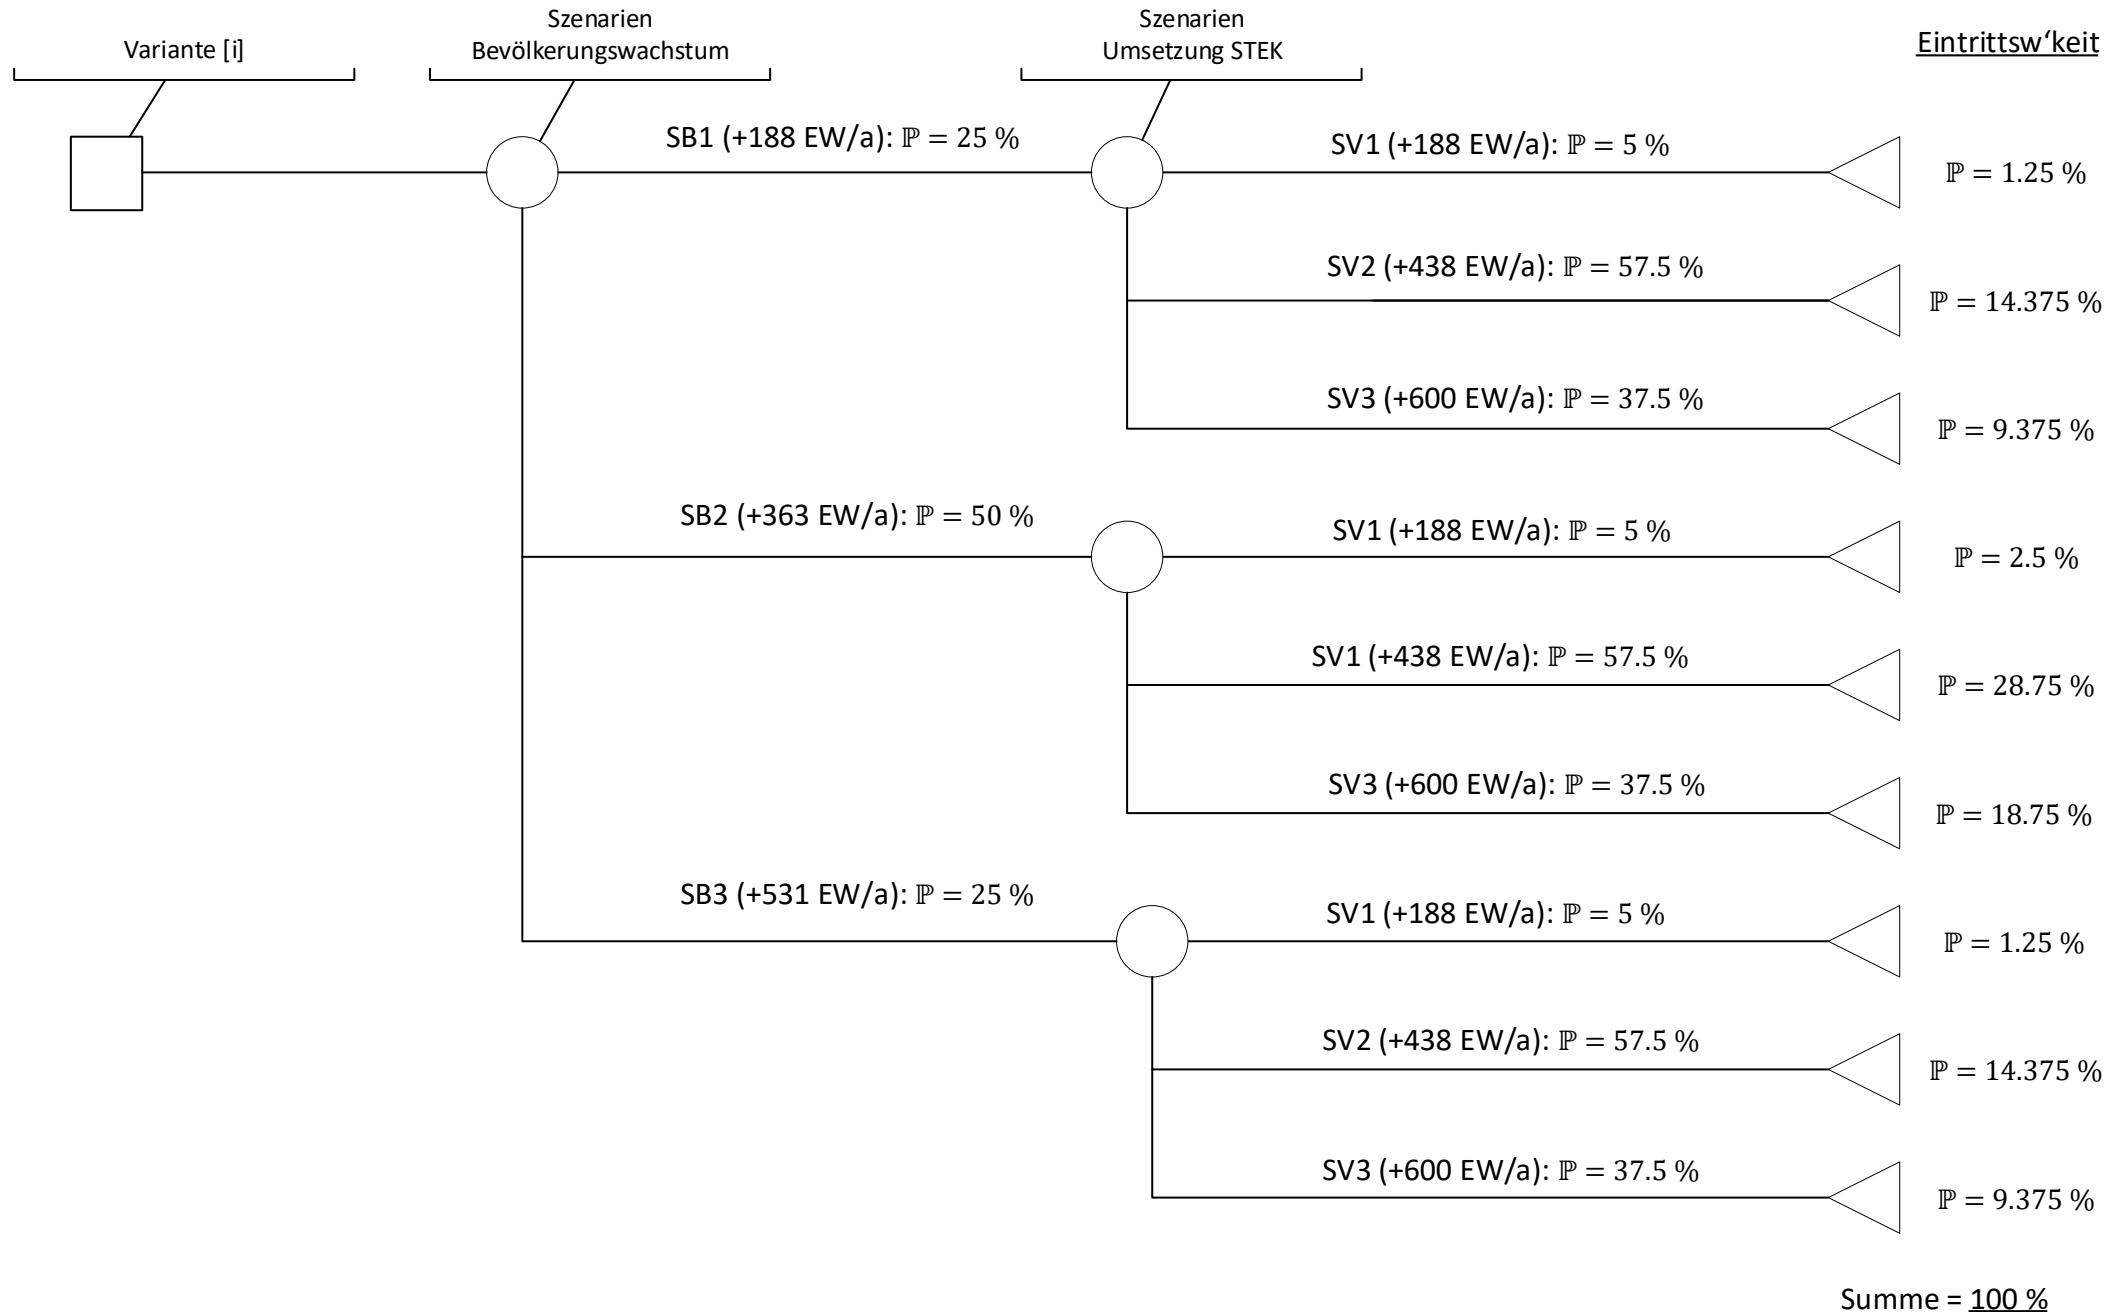 Variante [i]
Szenarien
Bevölkerungswachstum
Szenarien
Umsetzung STEK
Eintrittsw‘keit
SB1 (+188 EW/a): ℙ = 25 %
SV1 (+188 EW/a): ℙ = 5 %
ℙ = 1.25 %
SV2 (+438 EW/a): ℙ = 57.5 %
ℙ = 14.375 %
SV3 (+600 EW/a): ℙ = 37.5 %
ℙ = 9.375 %
SB2 (+363 EW/a): ℙ = 50 %
SV1 (+188 EW/a): ℙ = 5 %
ℙ = 2.5 %
SV1 (+438 EW/a): ℙ = 57.5 %
ℙ = 28.75 %
SV3 (+600 EW/a): ℙ = 37.5 %
ℙ = 18.75 %
SB3 (+531 EW/a): ℙ = 25 %
SV1 (+188 EW/a): ℙ = 5 %
ℙ = 1.25 %
SV2 (+438 EW/a): ℙ = 57.5 %
ℙ = 14.375 %
SV3 (+600 EW/a): ℙ = 37.5 %
ℙ = 9.375 %
Summe = 100 %